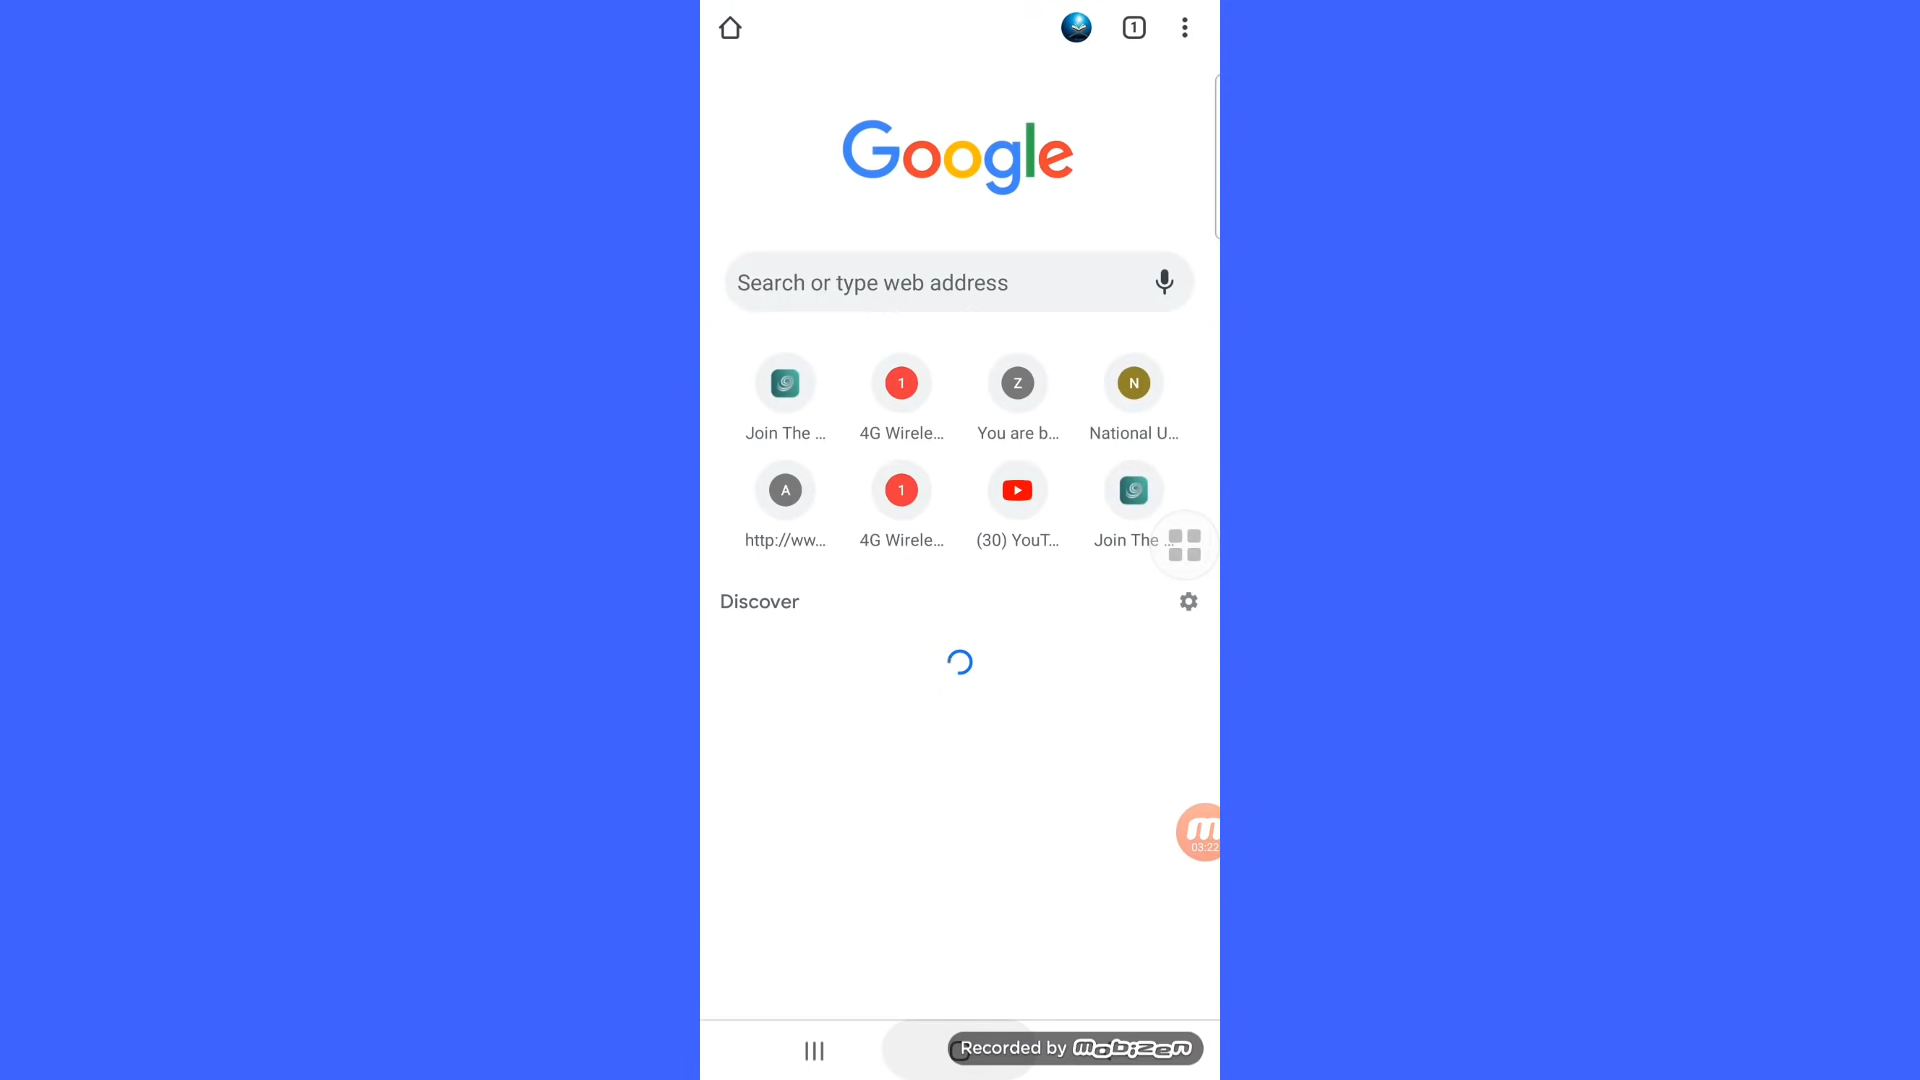 1
Google
Search or type web address
1
Z
N
Join The ...
4G Wirele...
You are b...
National U...
A
1
http://ww...
4G Wirele...
(30) YouT...
Join The ...
Discover
m
03:22
Recorded by mobizen